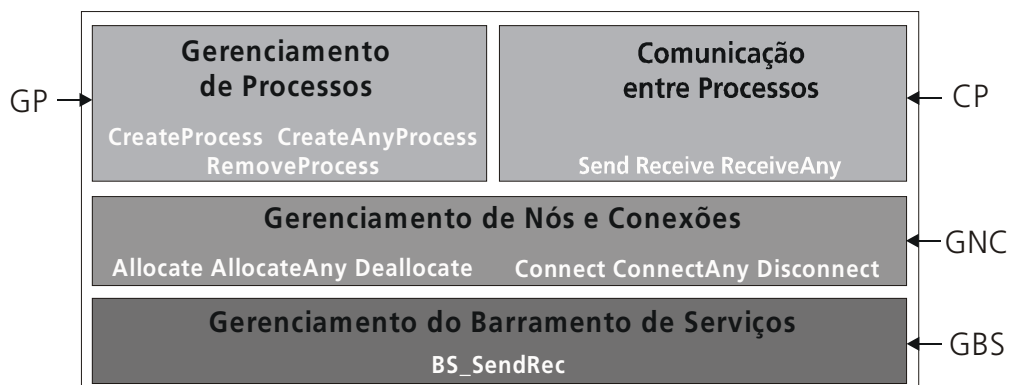 Gerenciamento
de Processos
CreateProcess CreateAnyProcess
RemoveProcess
GP
Comunicação
entre Processos
Send Receive ReceiveAny
CP
Gerenciamento de Nós e Conexões
Allocate AllocateAny Deallocate Connect ConnectAny Disconnect
GNC
Gerenciamento do Barramento de Serviços
BS_SendRec
GBS